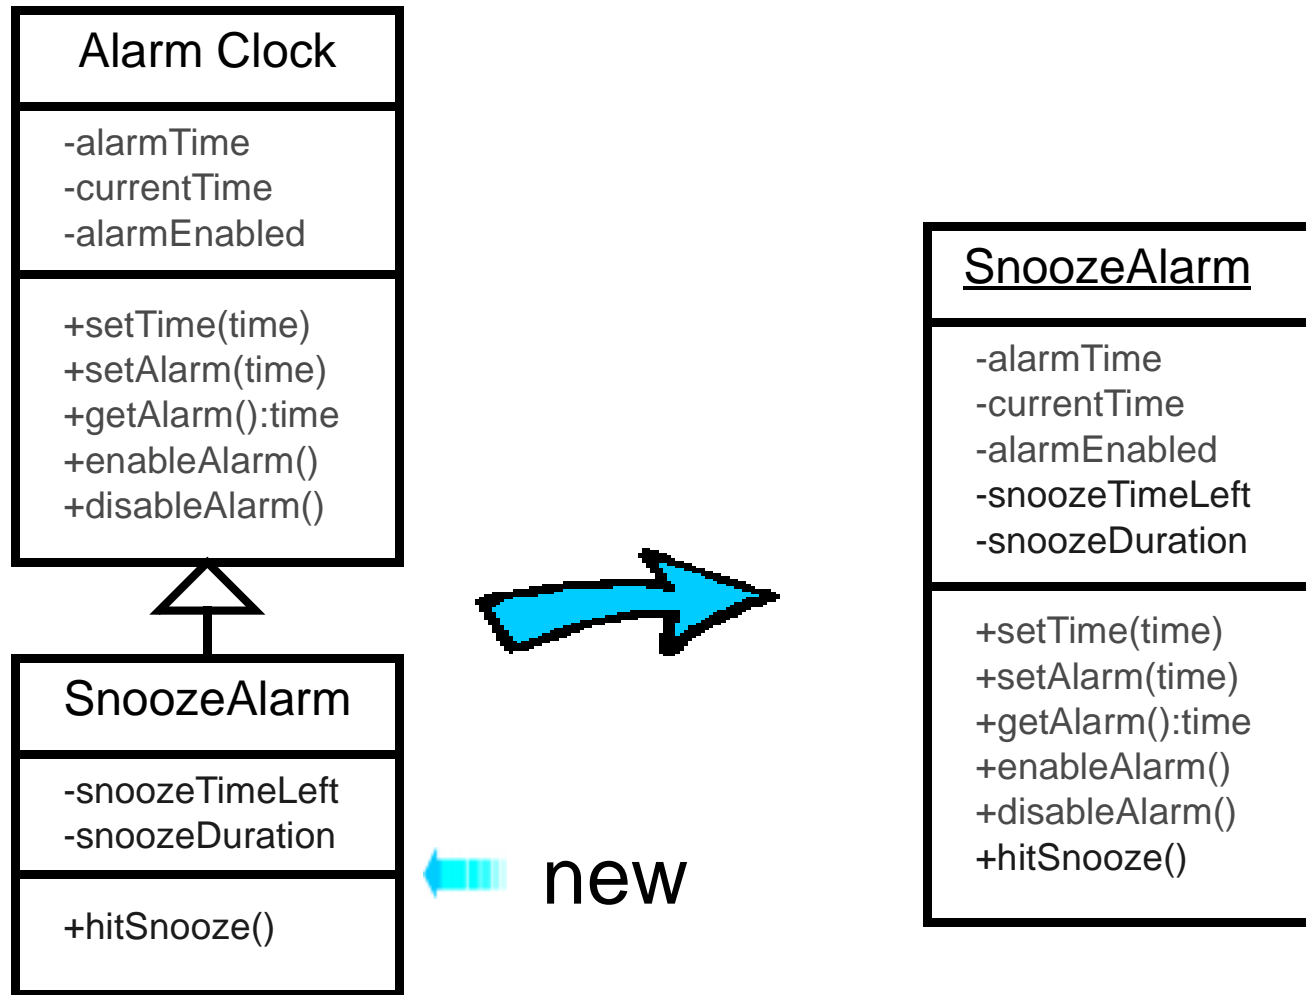 Alarm Clock
-alarmTime
-currentTime
-alarmEnabled
+setTime(time)
+setAlarm(time)
+getAlarm():time
+enableAlarm()
+disableAlarm()
SnoozeAlarm
-snoozeTimeLeft
-snoozeDuration
+hitSnooze()
new
SnoozeAlarm
-alarmTime
-currentTime
-alarmEnabled
-snoozeTimeLeft
-snoozeDuration
+setTime(time)
+setAlarm(time)
+getAlarm():time
+enableAlarm()
+disableAlarm()
+hitSnooze()